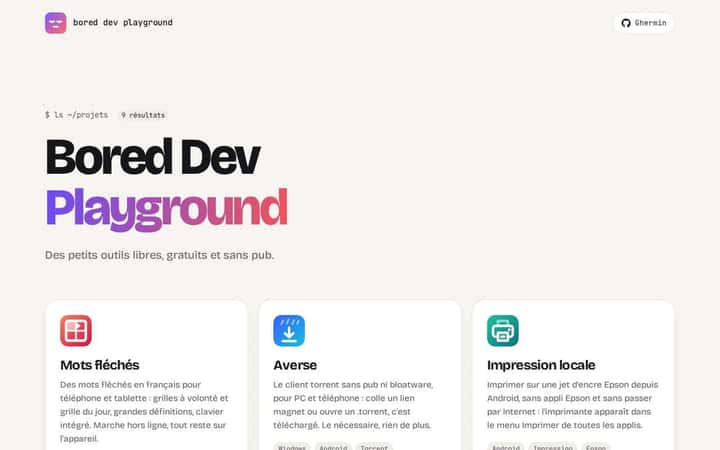 bored dev playground
Ghermin
$ ls ~/projets
9 résultats
Bored Dev
Playground
Des petits outils libres, gratuits et sans pub.
Mots fléchés
Des mots fléchés en français pour
téléphone et tablette : grilles à volonté et
grille du jour, grandes définitions, clavier
intégré. Marche hors ligne, tout reste sur
l'appareil.
Averse
Le client torrent sans pub ni bloatware,
pour PC et téléphone : colle un lien
magnet ou ouvre un .torrent, c'est
téléchargé. Le nécessaire, rien de plus.
Windows
Android
Torrent
Impression locale
Imprimer sur une jet d'encre Epson depuis
Android, sans appli Epson et sans passer
par Internet : l'imprimante apparaît dans
le menu Imprimer de toutes les applis.
Android
Impression
Epson